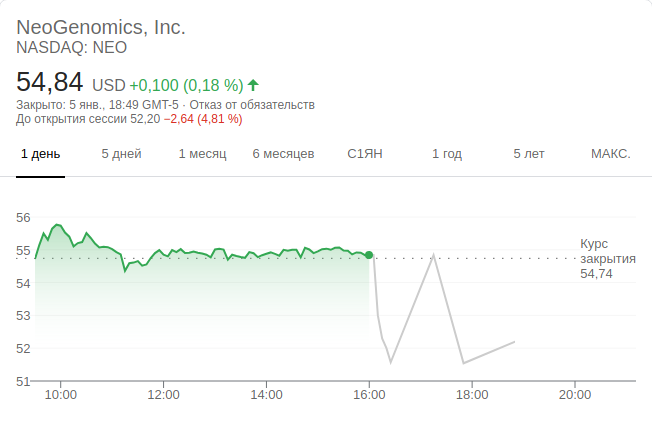 NeoGenomics, Inc.
NASDAQ: NEO
54,84 USD +0,100 (0,18 %)
Закрыто: 5 янв., 18:49 GMT-5 · Отказ от обязательств
До открытия сессии 52,20 −2,64 (4,81 %)
1 день 5 дней 1 месяц 6 месяцев С1ЯН 1 год 5 лет МАКС.
56
55
54
53
52
51
Курс
закрытия
54,74
10:00 12:00 14:00 16:00 18:00 20:00